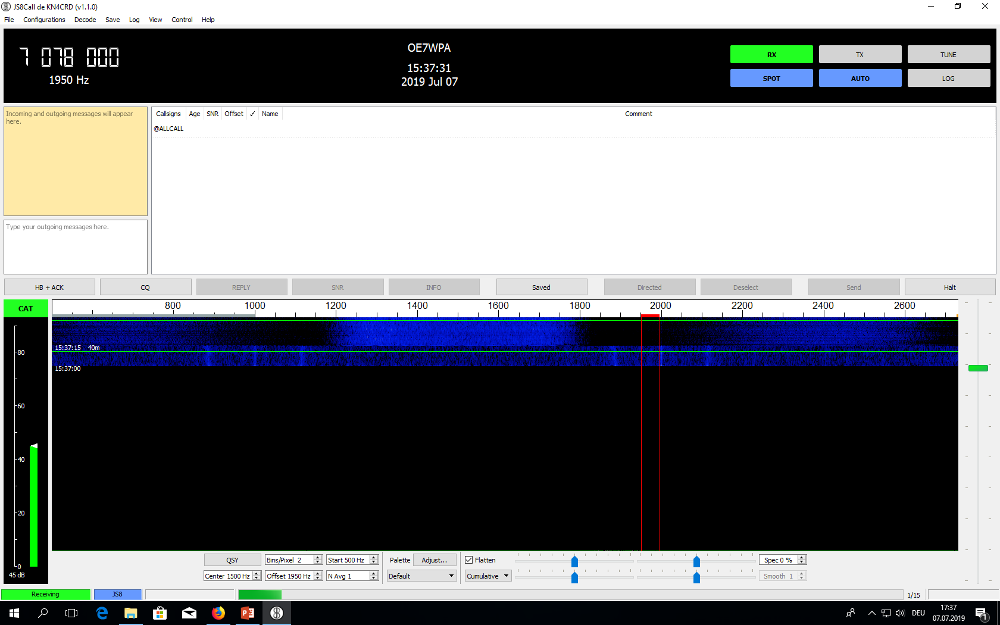 JS8Call de KN4CRD (v1.1.0)
File Configurations Decode Save Log View Control Help
7 078 000
1950 Hz
OE7WPA
15:37:31
2019 Jul 07
RX TX TUNE
SPOT AUTO LOG
Incoming and outgoing messages will appear
here.
Type your outgoing messages here.
Callsigns Age SNR Offset ✓ Name Comment
@ALLCALL
HB + ACK CQ REPLY SNR INFO Saved Directed Deselect Send Halt
CAT
800 1000 1200 1400 1600 1800 2000 2200 2400 2600
15:37:15 40m
15:37:00
80
60
40
20
0
45 dB
QSY Bins/Pixel 2 Start 500 Hz Palette Adjust... Flatten Spec 0 %
Center 1500 Hz Offset 1950 Hz N Avg 1 Default Cumulative Smooth 1
Receiving JS8 1/15
P
DEU
17:37
07.07.2019
1